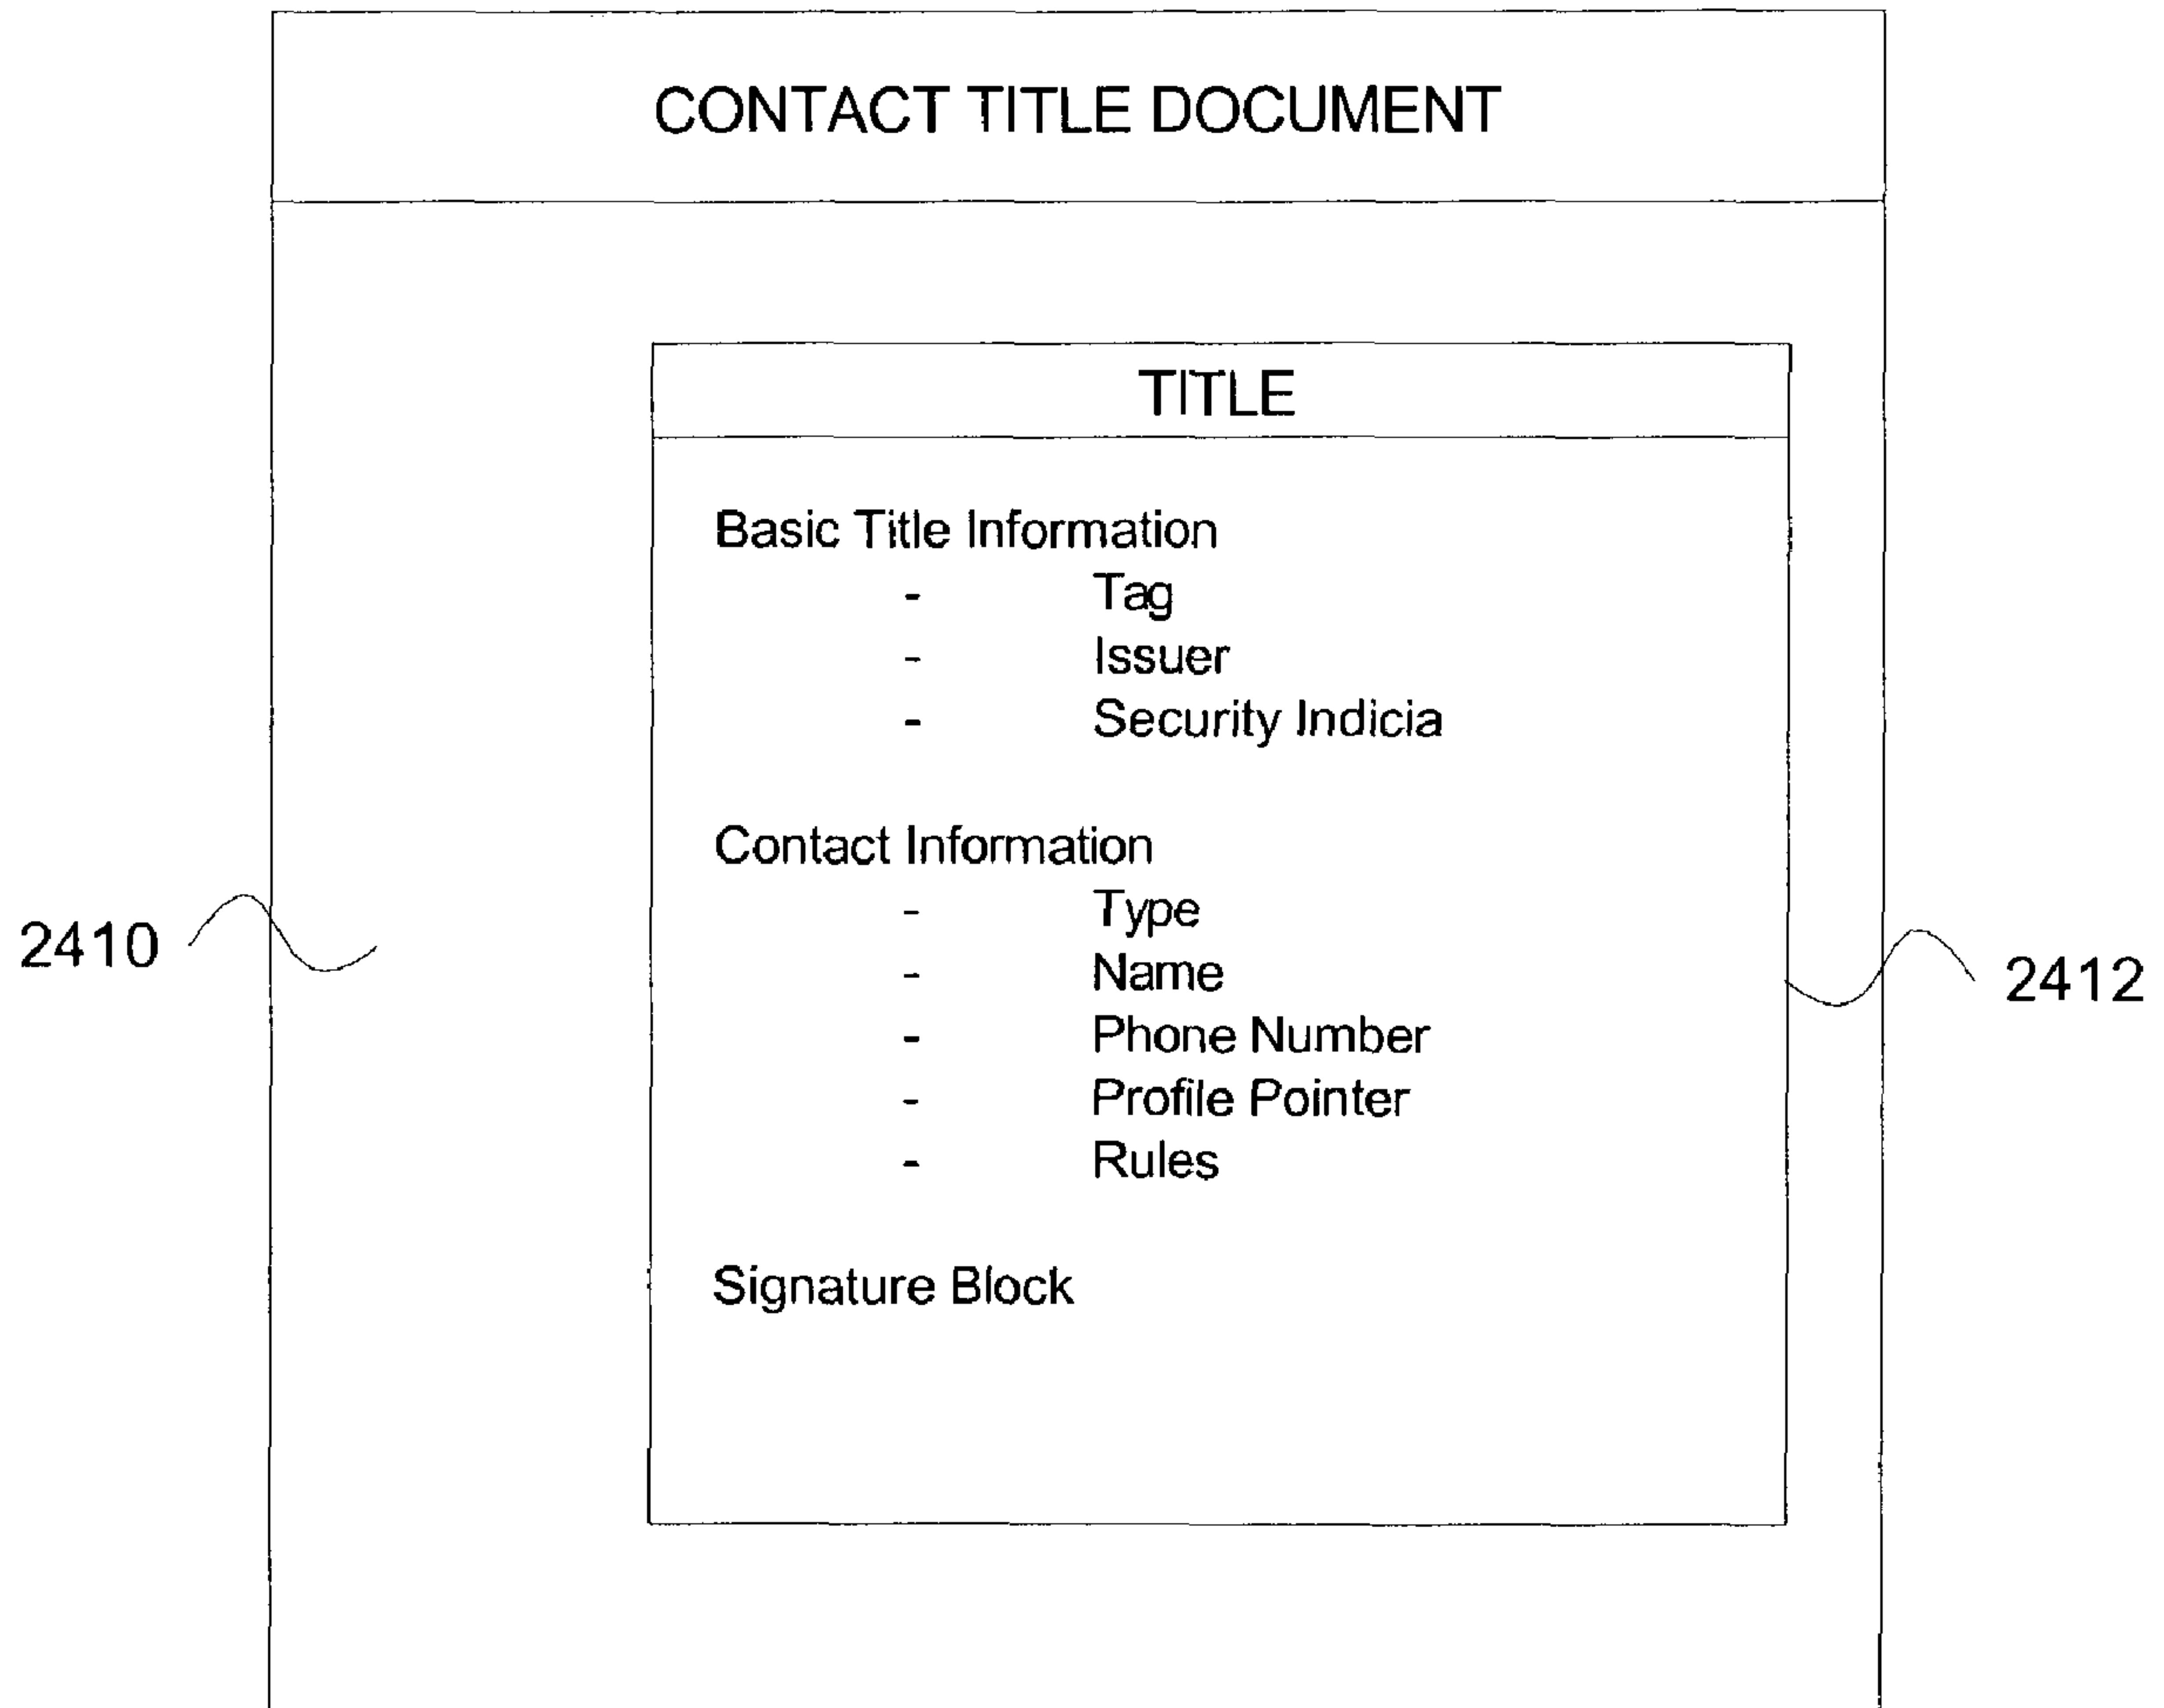 CONTACT TITLE DOCUMENT
TITLE
Basic Title Information
- Tag
- Issuer
- Security Indicia
Contact Information
- Type
- Name
- Phone Number
- Profile Pointer
- Rules
Signature Block
2410
2412